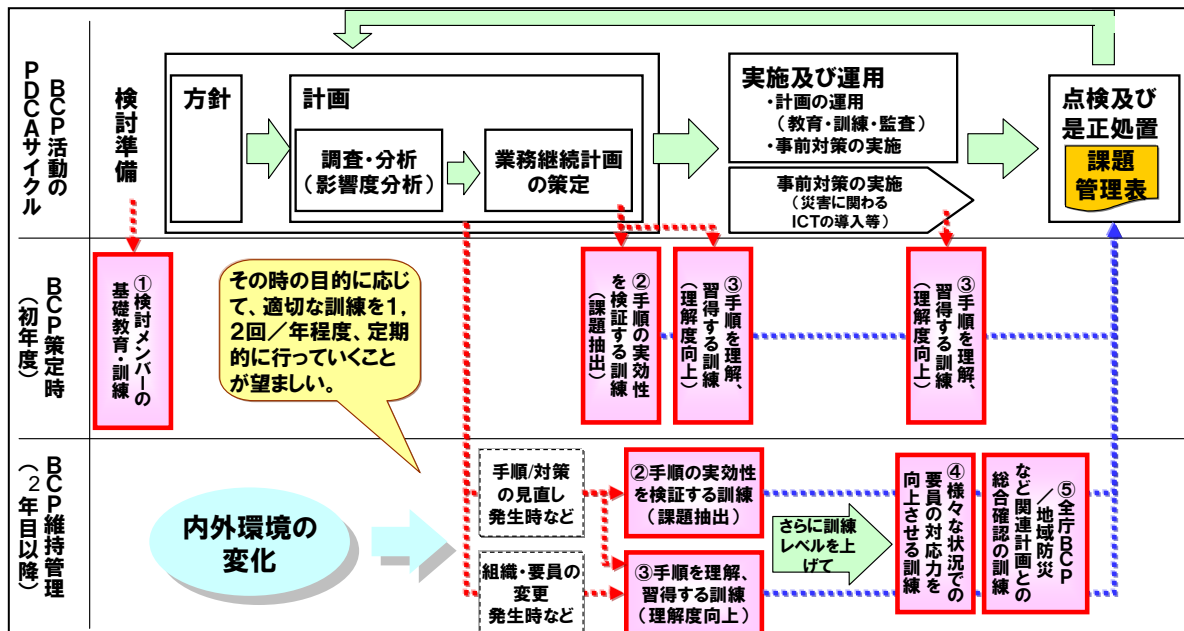 BCP活動の
PDCAサイクル
検討準備
方針
計画
調査・分析
（影響度分析）
業務継続計画
の策定
実施及び運用
・計画の運用
（教育・訓練・監査）
・事前対策の実施
事前対策の実施
（災害に関わる
ICTの導入等）
点検及び
是正処置
課題
管理表
BCP策定時
（初年度）
①検討メンバーの
基礎教育・訓練
その時の目的に応じ
て、適切な訓練を1，
2回／年程度、定期
的に行っていくこと
が望ましい。
②手順の実効性
を検証する訓練
（課題抽出）
③手順を理解、
習得する訓練
（理解度向上）
③手順を理解、
習得する訓練
（理解度向上）
BCP維持管理
（2年目以降）
内外環境の
変化
手順/対策
の見直し
発生時など
組織・要員の
変更
発生時など
②手順の実効性
を検証する訓練
（課題抽出）
③手順を理解、
習得する訓練
（理解度向上）
さらに訓練
レベルを上
げて
④様々な状況での
要員の対応力を
向上させる訓練
⑤全庁BCP
／地域防災
など関連計画との
総合確認の訓練